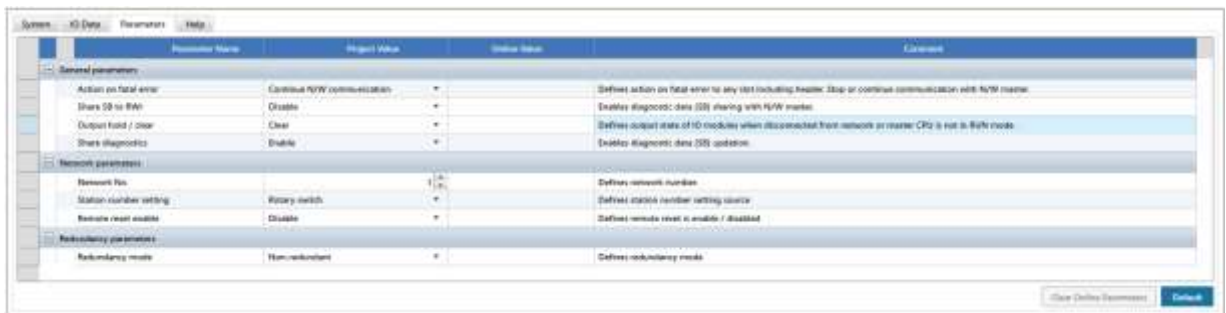 System IO Data Parameters Help
Parameter Name Project Value Online Value Comment
General parameters
Action on fatal error Continue N/W communication Defines action on fatal error to any slot including header. Stop or continue communication with N/W master.
Share SB to RWr Disable Enables diagnostic data (SB) sharing with N/W master.
Output hold / clear Clear Defines output state of IO modules when disconnected from network or master CPU is not in RUN mode.
Share diagnostics Enable Enables diagnostic data (SB) updation.
Network parameters
Network No. 1 Defines network number
Station number setting Rotary switch Defines station number setting source
Remote reset enable Disable Defines remote reset is enable / disabled
Redundancy parameters
Redundancy mode Non-redundant Defines redundancy mode
Clear Online Parameters Default